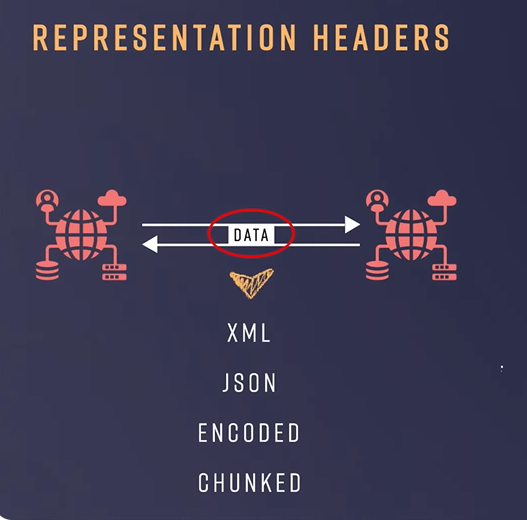 REPRESENTATION HEADERS
DATA
XML
JSON
ENCODED
CHUNKED